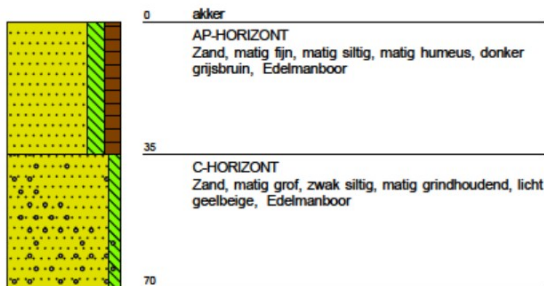 0 akker
AP-HORIZONT
Zand, matig fijn, matig siltig, matig humeus, donker
grijsbruin, Edelmanboor
35
C-HORIZONT
Zand, matig grof, zwak siltig, matig grindhoudend, licht
geelbeige, Edelmanboor
70